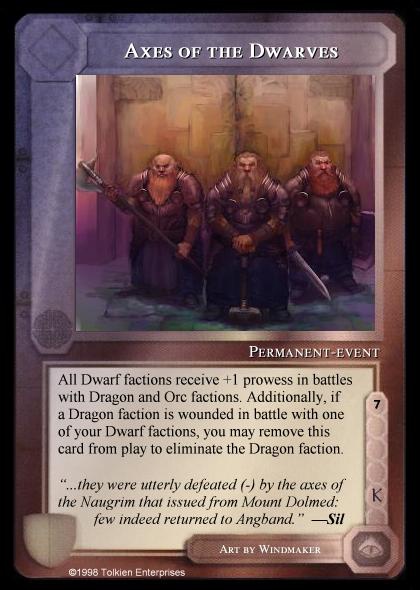 Axes of the Dwarves
Permanent-event
All Dwarf factions receive +1 prowess in battles
with Dragon and Orc factions. Additionally, if
a Dragon faction is wounded in battle with one
of your Dwarf factions, you may remove this
card from play to eliminate the Dragon faction.
7
“...they were utterly defeated (-) by the axes of
the Naugrim that issued from Mount Dolmed:
few indeed returned to Angband.” —Sil
K
Art by Windmaker
©1998 Tolkien Enterprises